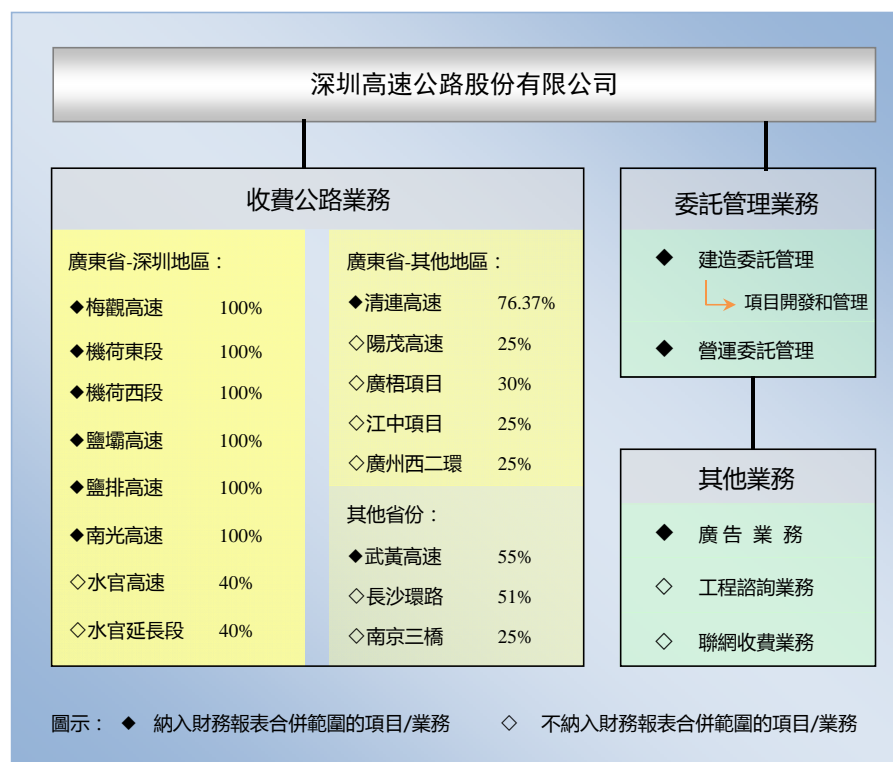 深圳高速公路股份有限公司
收費公路業務
廣東省-深圳地區：
◆梅觀高速 100%
◆機荷東段 100%
◆機荷西段 100%
◆鹽壩高速 100%
◆鹽排高速 100%
◆南光高速 100%
◇水官高速 40%
◇水官延長段 40%
廣東省-其他地區：
◆清連高速 76.37%
◇陽茂高速 25%
◇廣梧項目 30%
◇江中項目 25%
◇廣州西二環 25%
其他省份：
◆武黃高速 55%
◇長沙環路 51%
◇南京三橋 25%
委託管理業務
◆ 建造委託管理
項目開發和管理
◆ 營運委託管理
其他業務
◆ 廣告業務
◇ 工程諮詢業務
◇ 聯網收費業務
圖示： ◆ 納入財務報表合併範圍的項目/業務 ◇ 不納入財務報表合併範圍的項目/業務